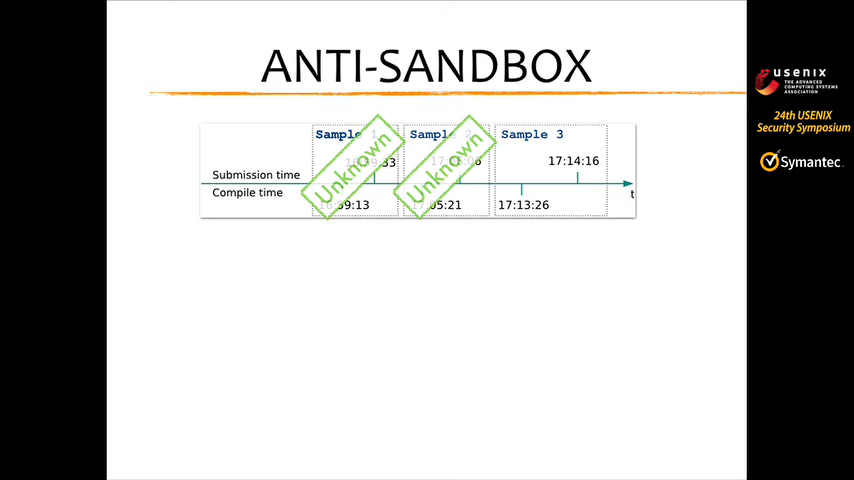 ANTI-SANDBOX
Sample 1 Sample 2 Sample 3
17:14:16
Submission time
Compile time
17:13:26
t
Unknown
Unknown
usenix
THE ADVANCED
COMPUTING SYSTEMS
ASSOCIATION
24th USENIX
Security Symposium
Symantec.